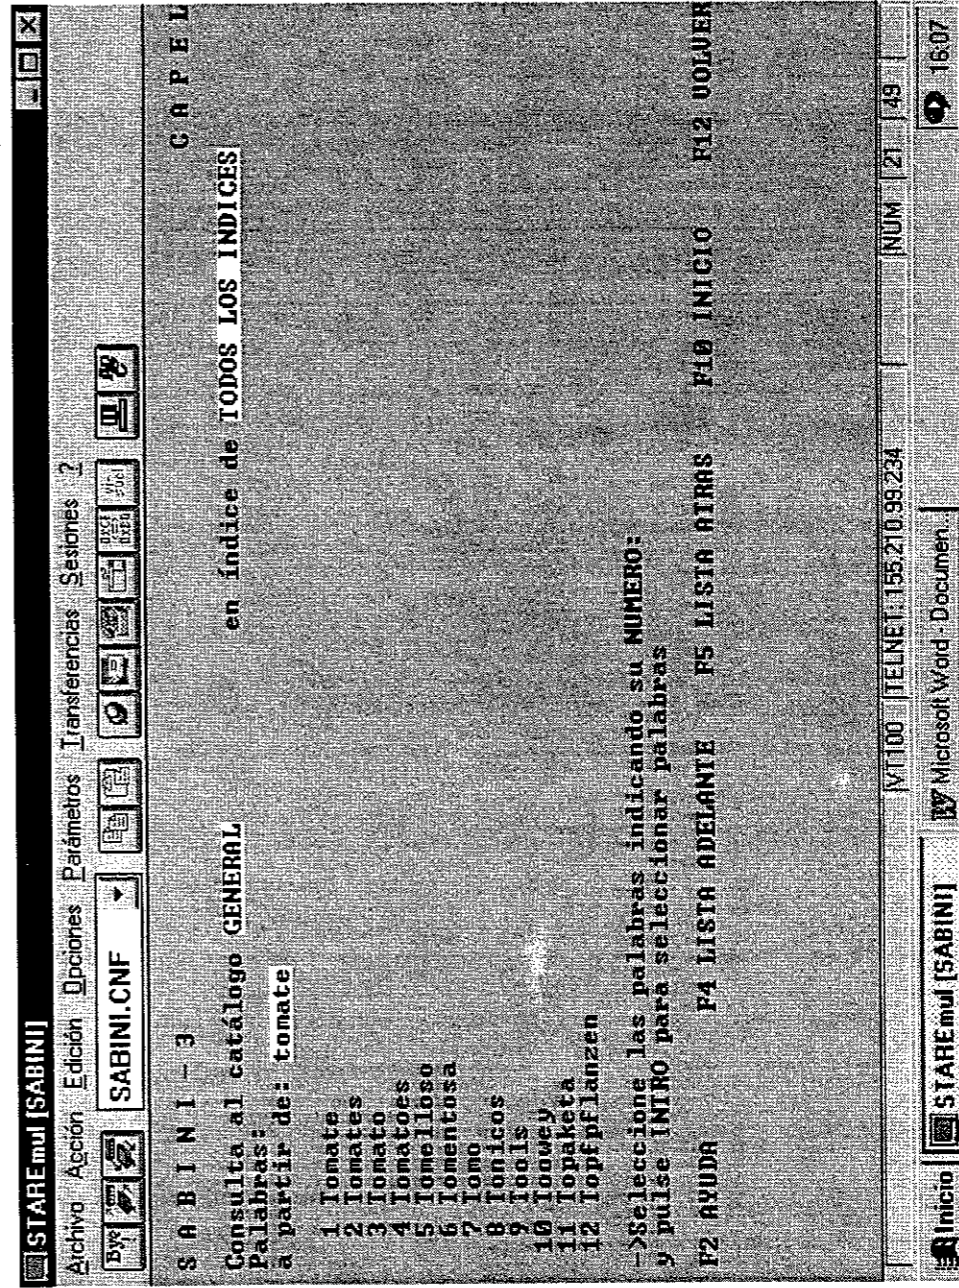 STAREmul [SABINI]
Archivo Acción Edición Opciones Parámetros Transferencias Sesiones ?
Bye SABINI.CNF
S A B I N I - 3 C A P E L
Consulta al catálogo GENERAL en índice de TODOS LOS INDICES
Palabras:
a partir de: tomate
1 Tomate
2 Tomates
3 Tomato
4 Tomatoes
5 Tomelloso
6 Tomentosa
7 Tomo
8 Tonicos
9 Tools
10 Toowey
11 Topaketa
12 Topfpflanzen
->Seleccione las palabras indicando su NUMERO:
y pulse INTRO para seleccionar palabras
F2 AYUDA F4 LISTA ADELANTE F5 LISTA ATRAS F10 INICIO F12 VOLVER
VT100 TELNET: 155.210.99.234 NUM 21 49
Inicio STAREmul [SABINI] Microsoft Word - Documen... 16:07